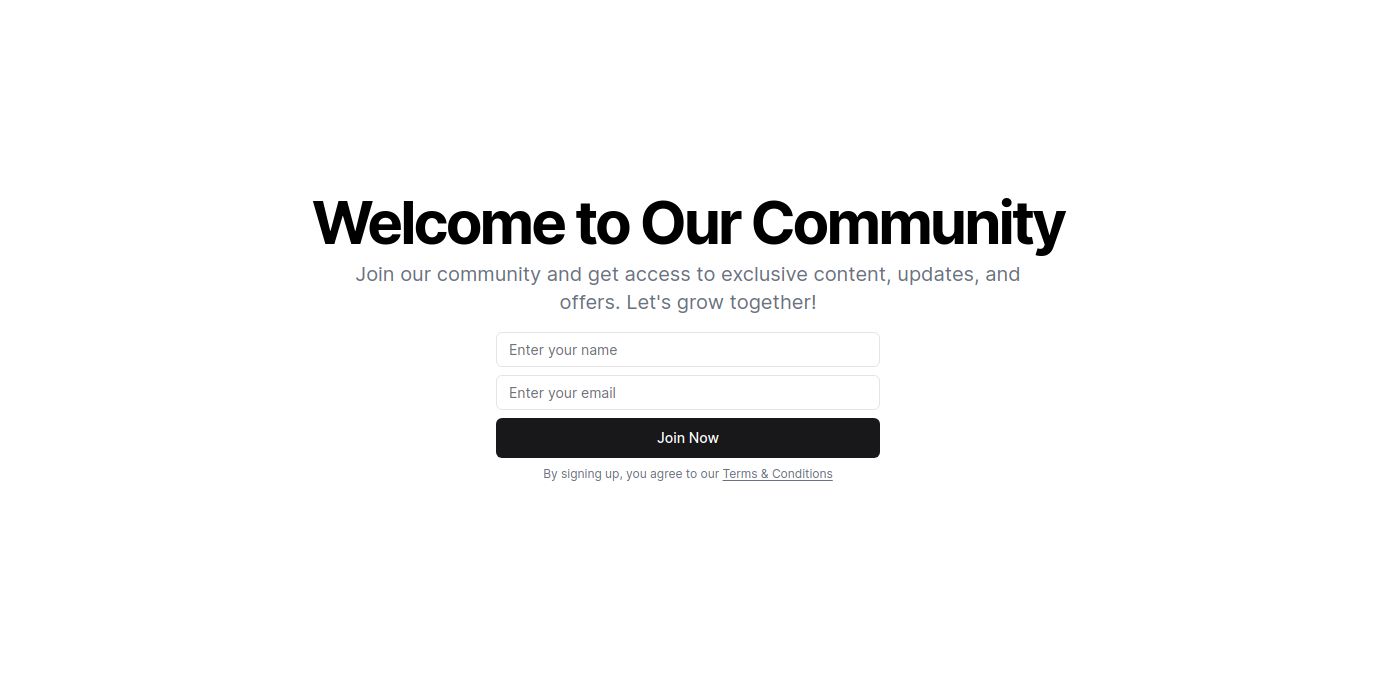 Welcome to Our Community
Join our community and get access to exclusive content, updates, and
offers. Let's grow together!
Enter your name
Enter your email
Join Now
By signing up, you agree to our Terms & Conditions